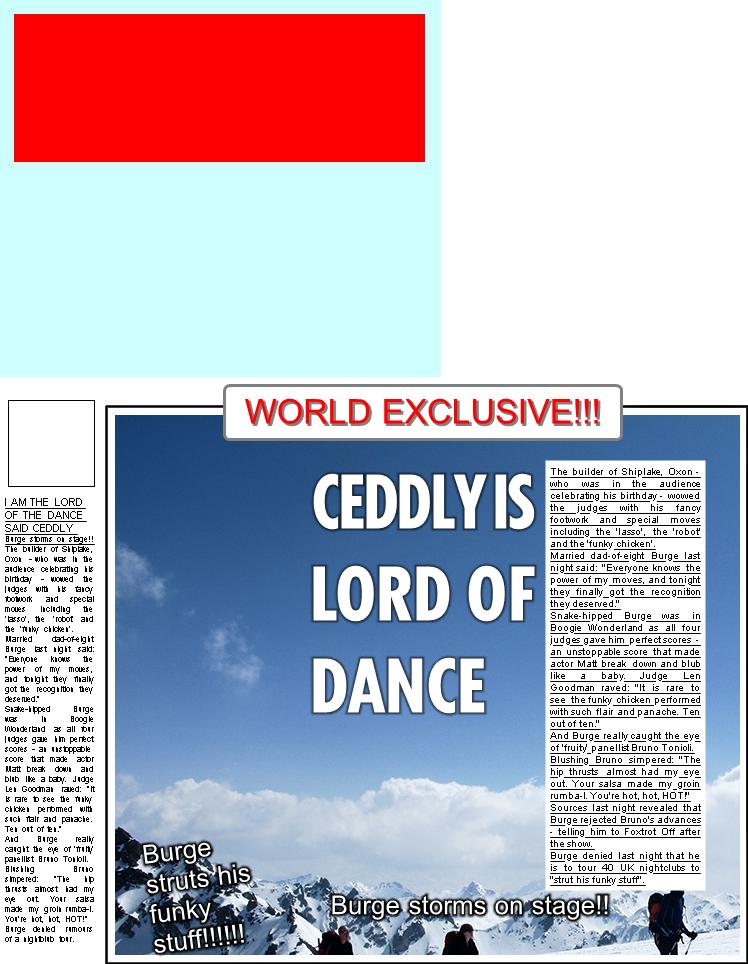 WORLD EXCLUSIVE!!!
I AM THE LORD
OF THE DANCE
SAID CEDDLY
Burge storms on stage!!
The builder of Shiplake,
Oxon - who was in the
audience celebrating his
birthday - wowed the
judges with his fancy
footwork and special
moves including the
'lasso', the 'robot' and
the 'funky chicken'.
Married dad-of-eight
Burge last night said:
"Everyone knows the
power of my moves,
and tonight they finally
got the recognition they
deserved."
Snake-hipped Burge
was in Boogie
Wonderland as all four
judges gave him perfect
scores - an unstoppable
score that made actor
Matt break down and
blub like a baby. Judge
Len Goodman raved: "It
is rare to see the funky
chicken performed with
such flair and panache.
Ten out of ten."
And Burge really
caught the eye of 'fruity'
panellist Bruno Tonioli.
Blushing Bruno
simpered: "The hip
thrusts almost had my
eye out. Your salsa
made my groin rumba-l.
You're hot, hot, HOT!"
Burge denied rumours
of a nightclub tour.
CEDDLY IS
LORD OF
DANCE
The builder of Shiplake, Oxon -
who was in the audience
celebrating his birthday - wowed
the judges with his fancy
footwork and special moves
including the 'lasso', the 'robot'
and the 'funky chicken'.
Married dad-of-eight Burge last
night said: "Everyone knows the
power of my moves, and tonight
they finally got the recognition
they deserved."
Snake-hipped Burge was in
Boogie Wonderland as all four
judges gave him perfect scores -
an unstoppable score that made
actor Matt break down and blub
like a baby. Judge Len
Goodman raved: "It is rare to
see the funky chicken performed
with such flair and panache. Ten
out of ten."
And Burge really caught the eye
of 'fruity' panellist Bruno Tonioli.
Blushing Bruno simpered: "The
hip thrusts almost had my eye
out. Your salsa made my groin
rumba-l. You're hot, hot, HOT!"
Sources last night revealed that
Burge rejected Bruno's advances
- telling him to Foxtrot Off after
the show.
Burge denied last night that he
is to tour 40 UK nightclubs to
"strut his funky stuff".
Burge
struts his
funky
stuff!!!!!!
Burge storms on stage!!